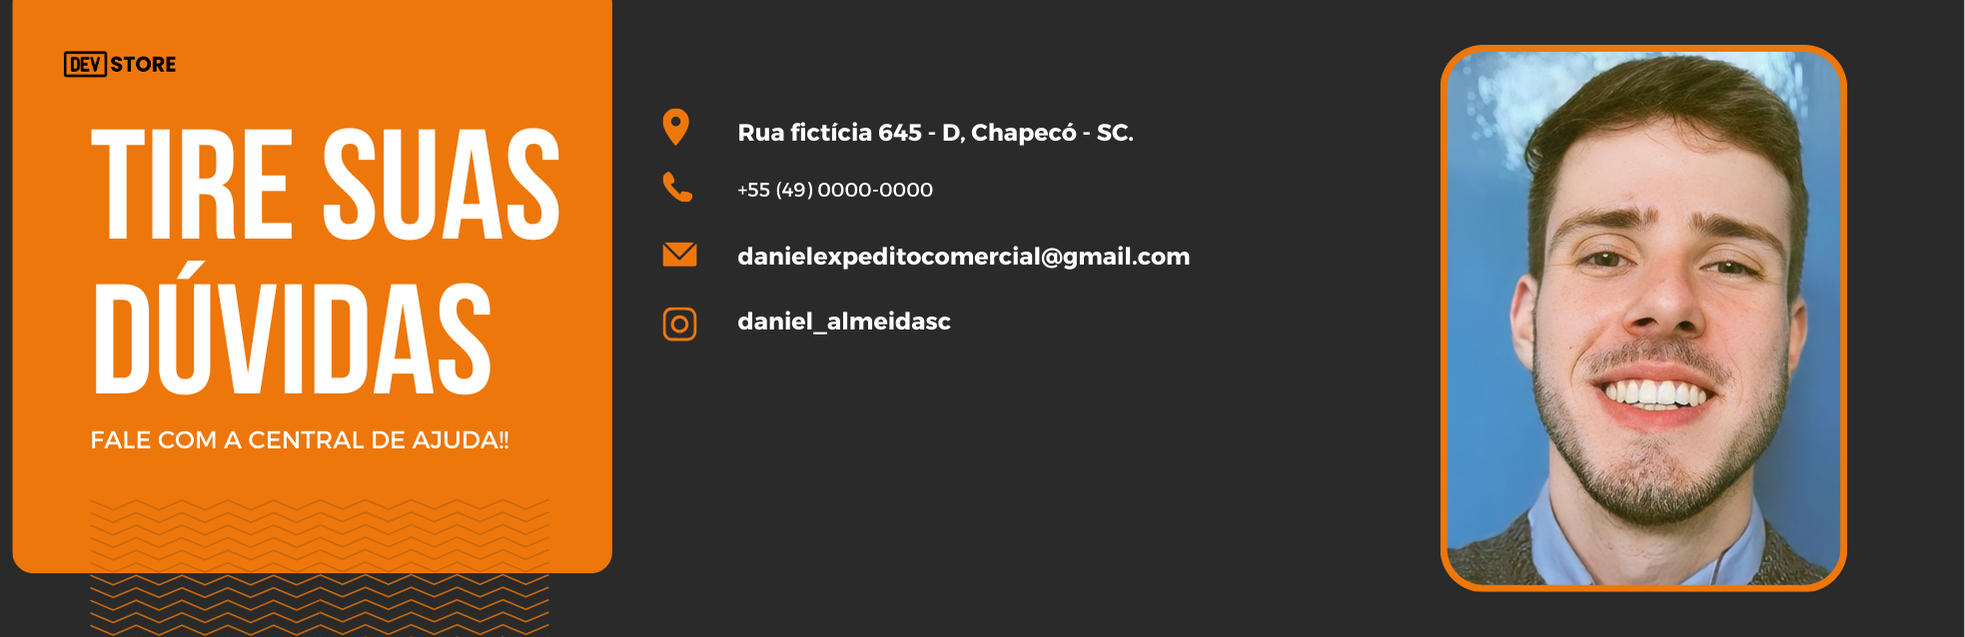 DEV STORE
TIRE SUAS
DÚVIDAS
FALE COM A CENTRAL DE AJUDA!!
Rua fictícia 645 - D, Chapecó - SC.
+55 (49) 0000-0000
danielexpeditocomercial@gmail.com
daniel_almeidasc